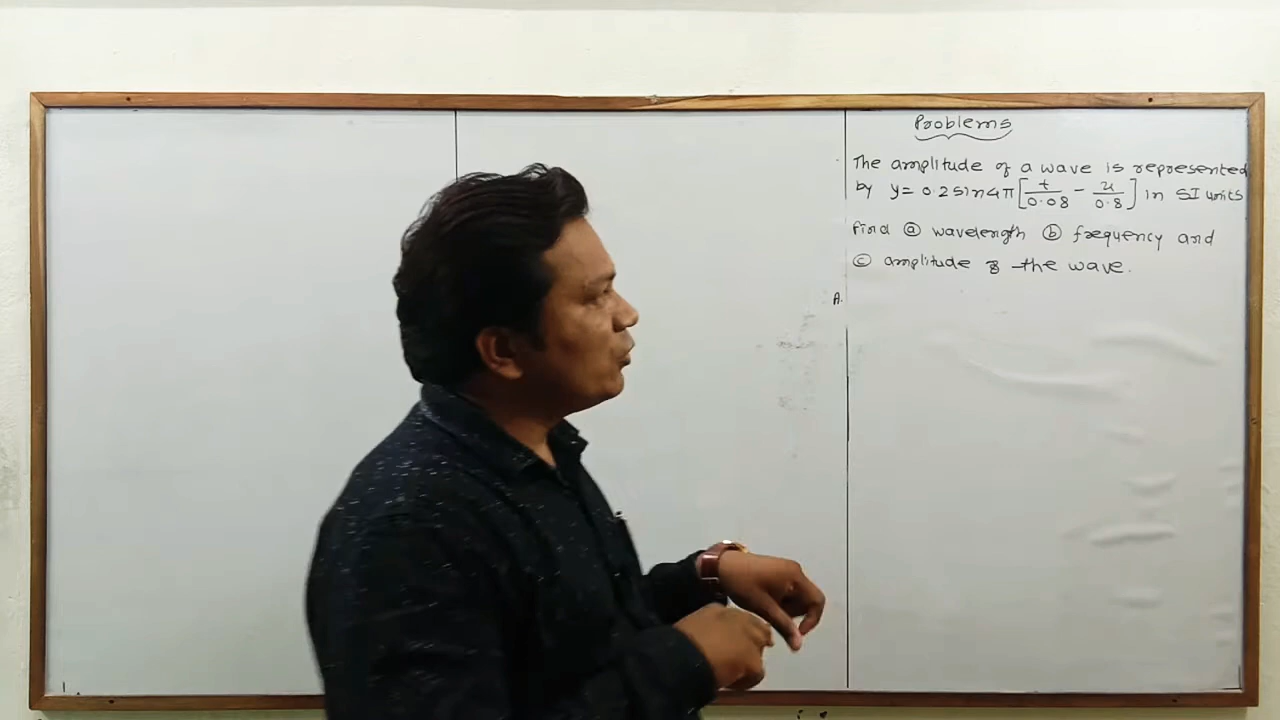 Problems
The amplitude of a wave is represented
by y = 0.2 sin 4π [ t/0.08 - x/0.8 ] in SI units
Find ⓐ wavelength ⓑ frequency and
ⓒ amplitude of the wave.
A.